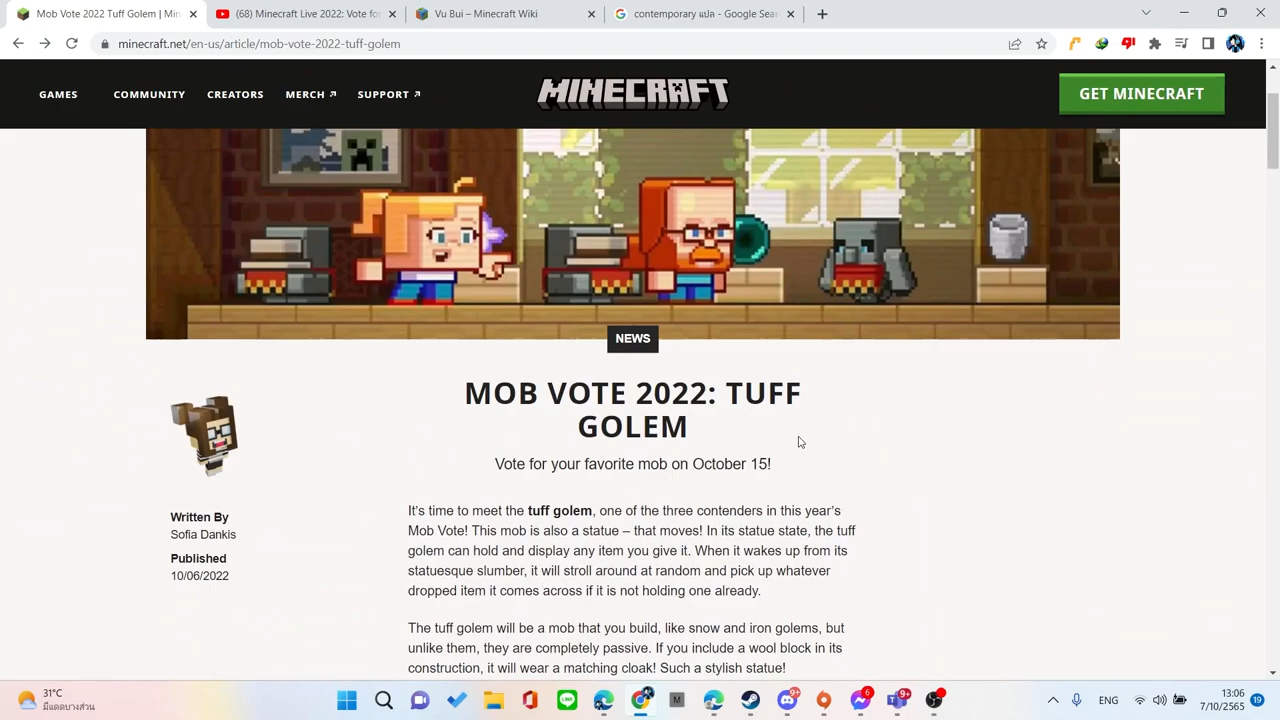 Mob Vote 2022 Tuff Golem | Min
(68) Minecraft Live 2022: Vote for
Vu Bui – Minecraft Wiki
contemporary แปล - Google Sear
minecraft.net/en-us/article/mob-vote-2022-tuff-golem
GAMES COMMUNITY CREATORS MERCH SUPPORT
MINECRAFT
GET MINECRAFT
NEWS
MOB VOTE 2022: TUFF
GOLEM
Vote for your favorite mob on October 15!
Written By
Sofia Dankis
Published
10/06/2022
It's time to meet the tuff golem, one of the three contenders in this year's
Mob Vote! This mob is also a statue – that moves! In its statue state, the tuff
golem can hold and display any item you give it. When it wakes up from its
statuesque slumber, it will stroll around at random and pick up whatever
dropped item it comes across if it is not holding one already.
The tuff golem will be a mob that you build, like snow and iron golems, but
unlike them, they are completely passive. If you include a wool block in its
construction, it will wear a matching cloak! Such a stylish statue!
31°C
มีแดดบางส่วน
LINE
M
9+
6
9+
ENG
13:06
7/10/2565
19